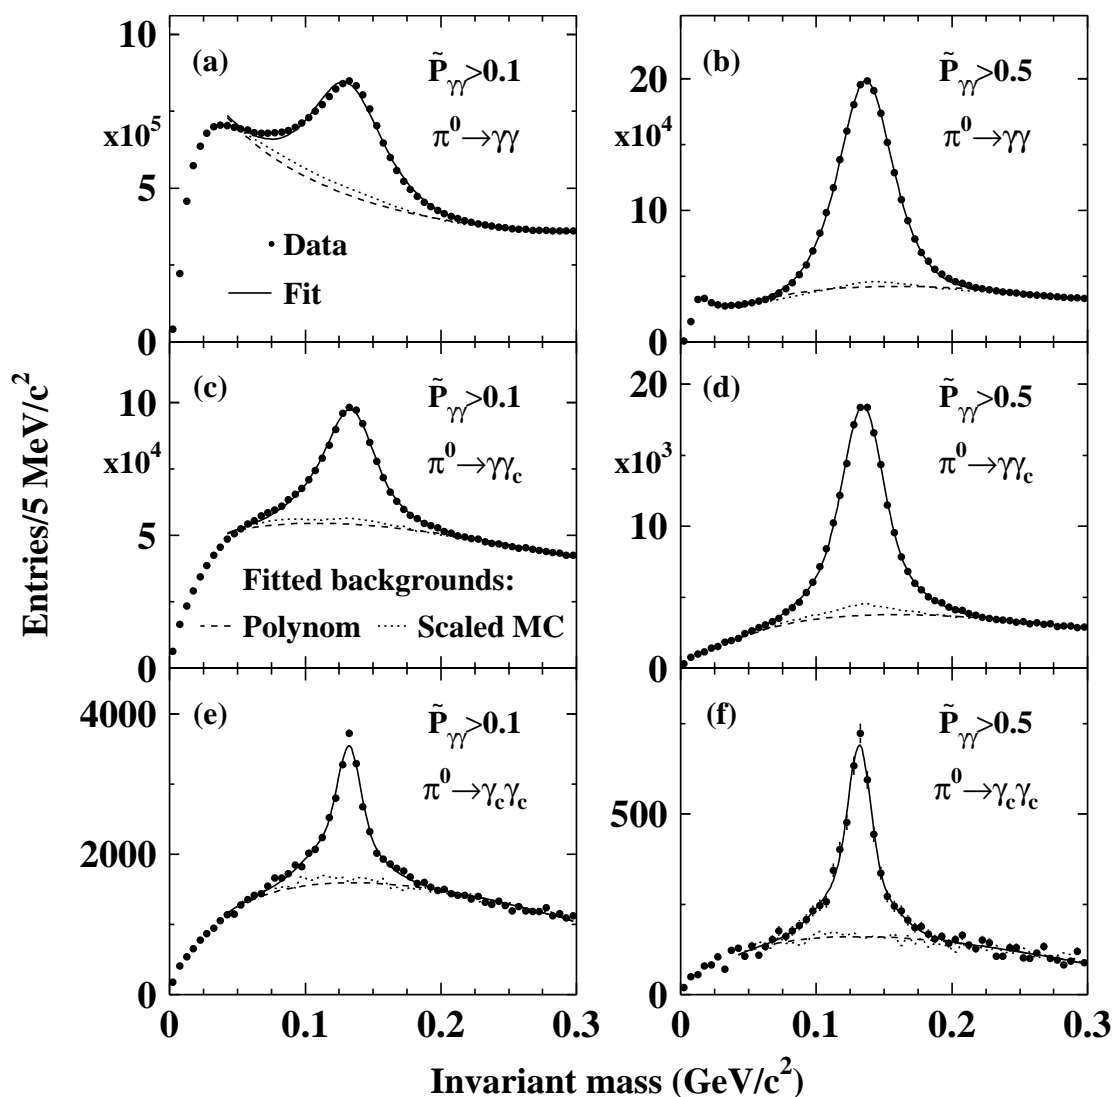 Entries/5 MeV/c²
10
(a)
P̃γγ>0.1
x10⁵
π⁰→γγ
5
Data
Fit
0
20
(b)
P̃γγ>0.5
x10⁴
π⁰→γγ
10
0
10
(c)
P̃γγ>0.1
x10⁴
π⁰→γγc
5
Fitted backgrounds:
Polynom Scaled MC
0
20
(d)
P̃γγ>0.5
x10³
π⁰→γγc
10
0
4000
(e)
P̃γγ>0.1
π⁰→γcγc
2000
0
0 0.1 0.2 0.3
(f)
P̃γγ>0.5
π⁰→γcγc
500
0
0 0.1 0.2 0.3
Invariant mass (GeV/c²)